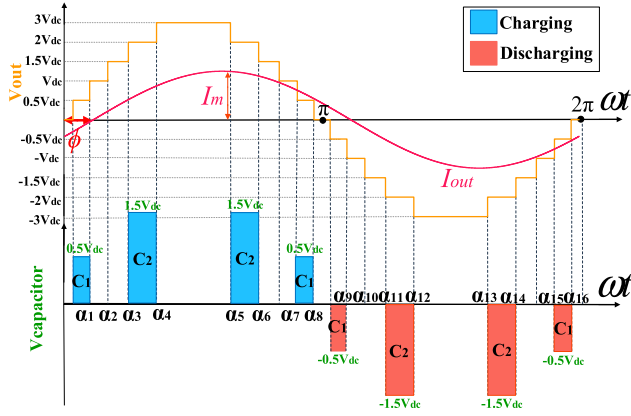 3Vdc
2Vdc
1.5Vdc
Vdc
0.5Vdc
-0.5Vdc
-Vdc
-1.5Vdc
-2Vdc
-3Vdc
Vout
Charging
Discharging
Im
ϕ
π
2π
ωt
Iout
Vcapacitor
0.5Vdc
1.5Vdc
1.5Vdc
0.5Vdc
C1
C2
C2
C1
α1 α2 α3 α4 α5 α6 α7 α8
α9 α10 α11 α12 α13 α14 α15 α16
ωt
C1
C2
C2
C1
-0.5Vdc
-1.5Vdc
-1.5Vdc
-0.5Vdc